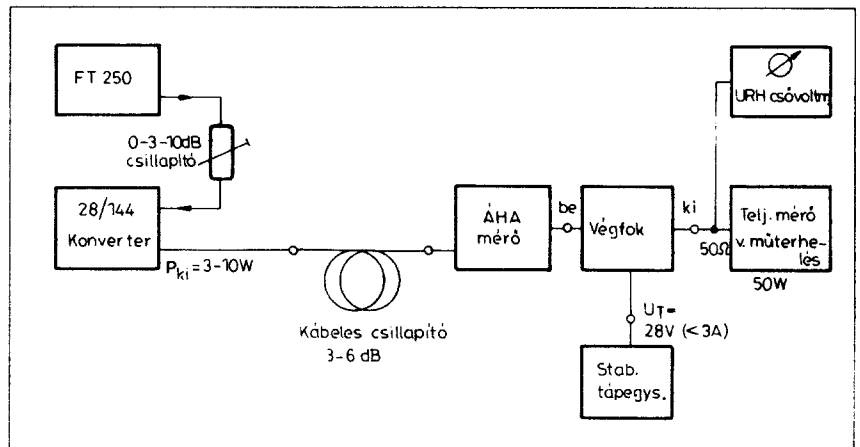 FT 250
0-3-10dB
csillapító
28/144
Konverter
Pki=3-10W
Kábeles csillapító
3-6 dB
ÁHA
mérő
be
Végfok
ki
50Ω
URH csővoltm
Telj. mérő
v. műterhe-
lés
50W
UT=
28V (<3A)
Stab.
tápegys.